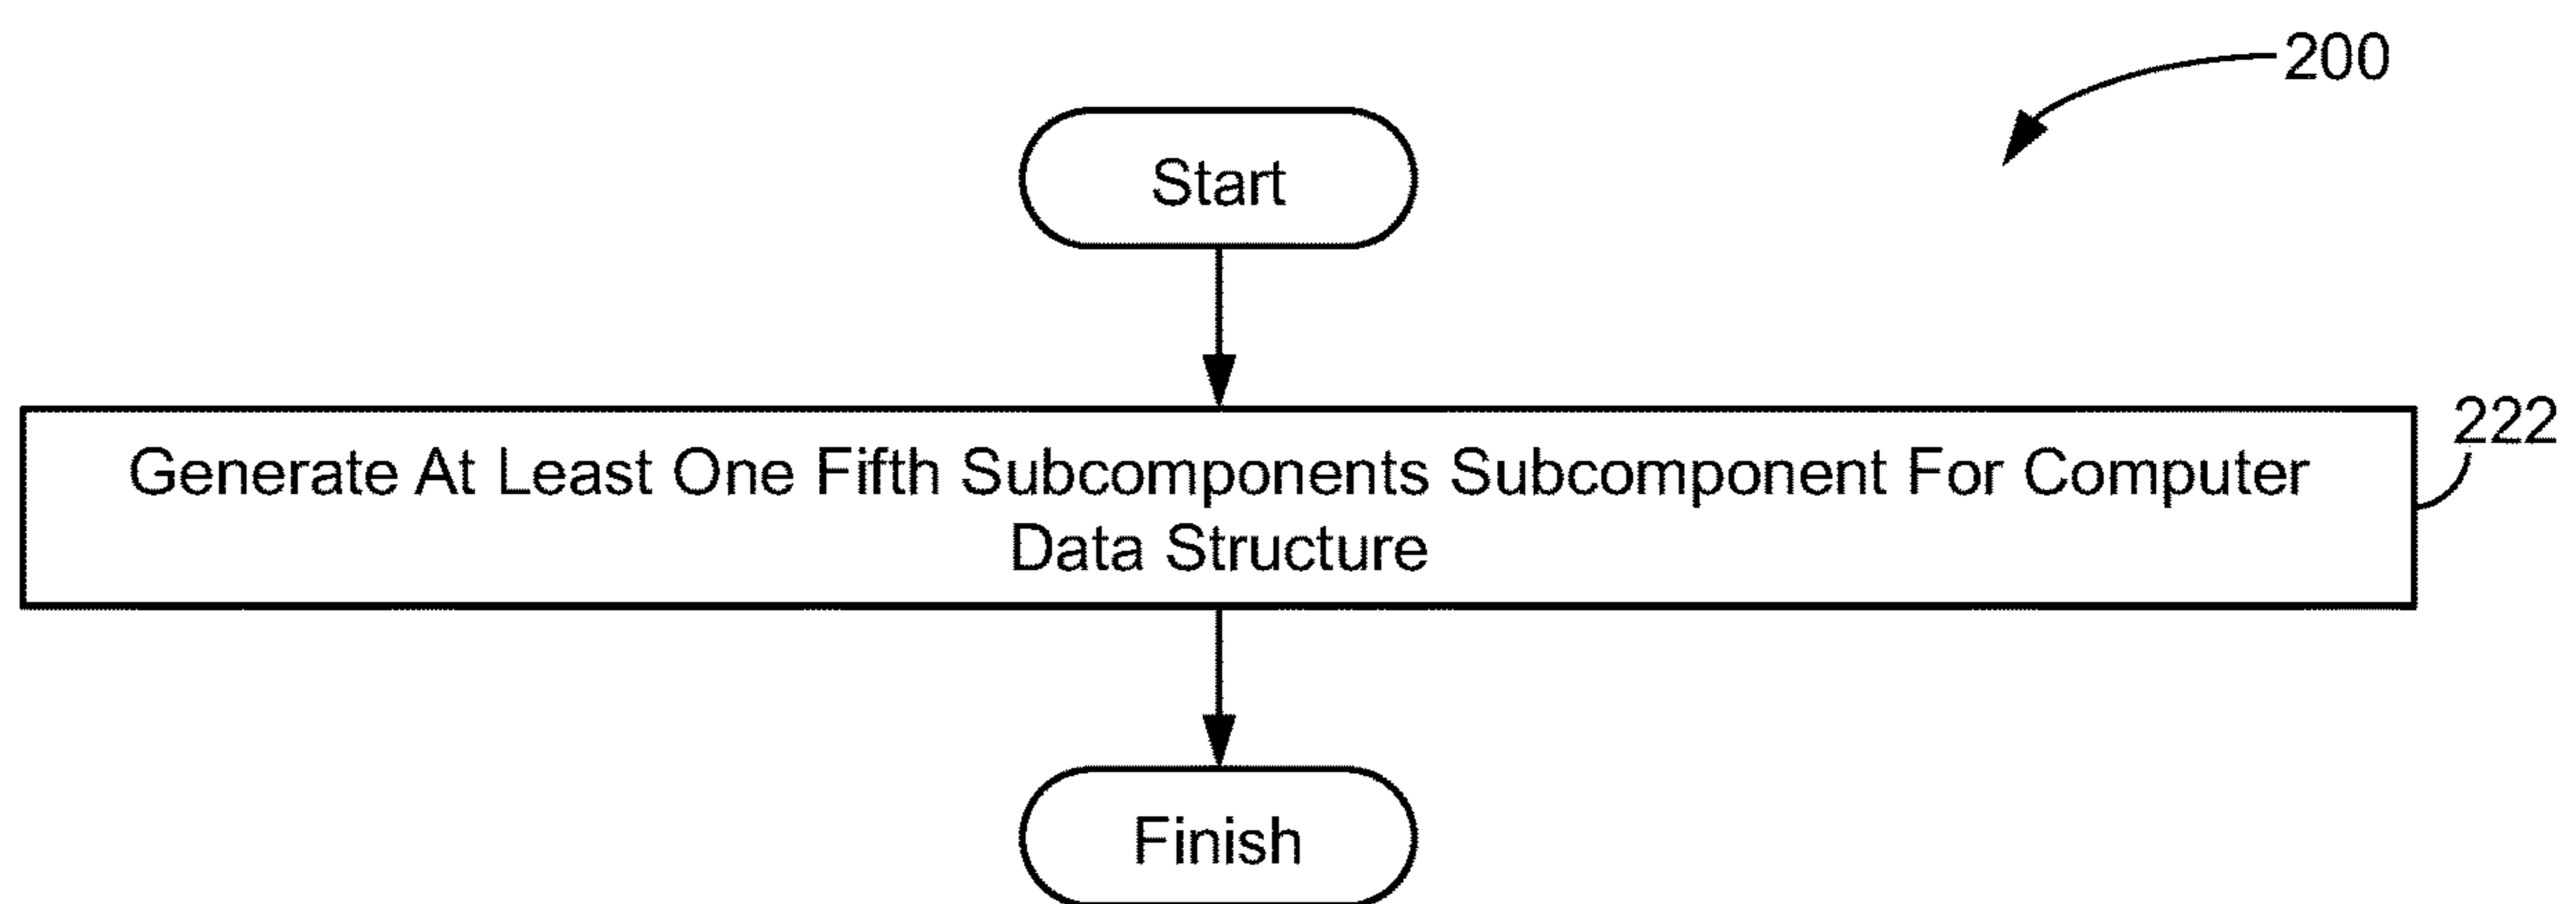 200
Start
222
Generate At Least One Fifth Subcomponents Subcomponent For Computer
Data Structure
Finish